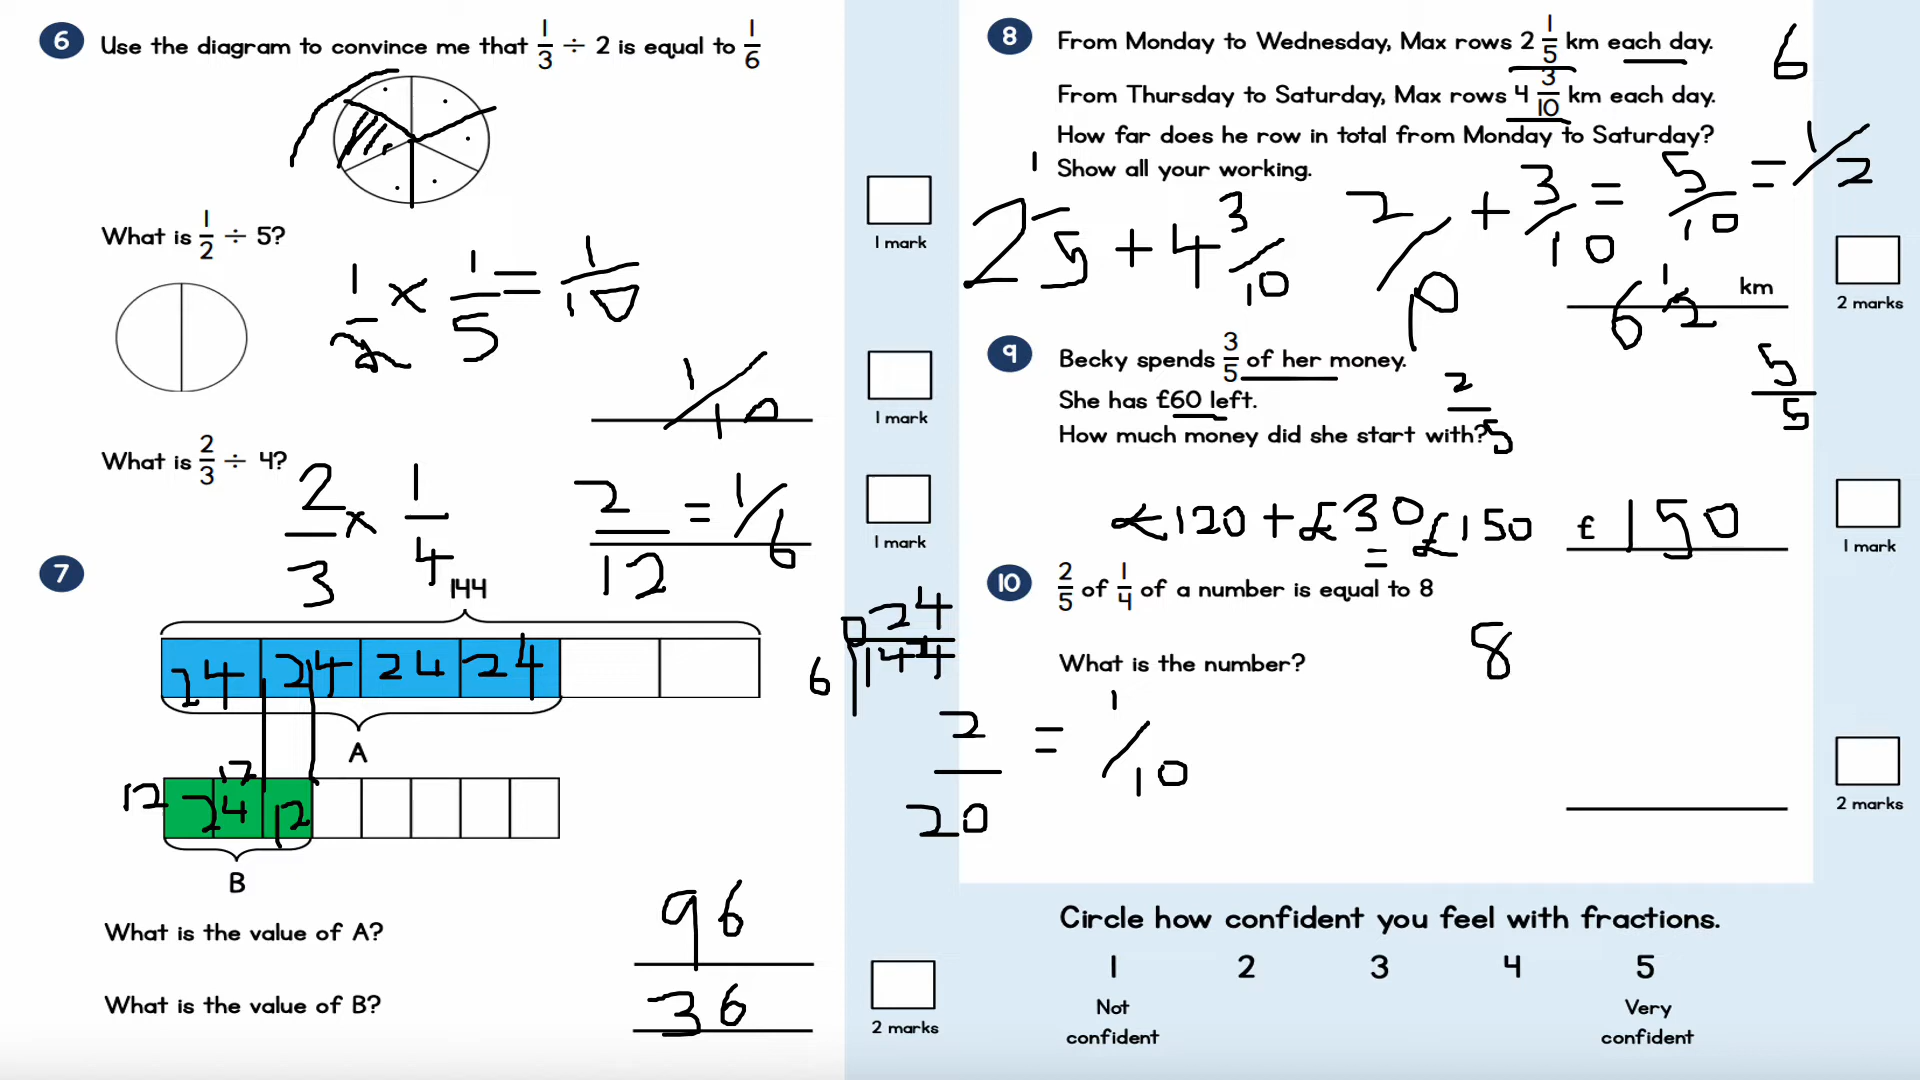 6 Use the diagram to convince me that 1/3 ÷ 2 is equal to 1/6
What is 1/2 ÷ 5?
1/2 × 1/5 = 1/10
1/10
1 mark
What is 2/3 ÷ 4?
2/3 × 1/4
2/12 = 1/6
1 mark
1 mark
7
144
24 24 24 24
A
6 144
0 24
12 12
24 12
B
What is the value of A?
96
What is the value of B?
36
2 marks
8 From Monday to Wednesday, Max rows 2 1/5 km each day.
6
From Thursday to Saturday, Max rows 4 3/10 km each day.
How far does he row in total from Monday to Saturday?
Show all your working.
2 1/5 + 4 3/10
2/10 + 3/10 = 5/10 = 1/2
6 1/2 km
2 marks
9 Becky spends 3/5 of her money.
She has £60 left.
How much money did she start with?
2/5
5/5
£120 + £30 = £150
£ 150
1 mark
10 2/5 of 1/4 of a number is equal to 8
What is the number?
8
2/20 = 1/10
2 marks
Circle how confident you feel with fractions.
1 2 3 4 5
Not confident
Very confident